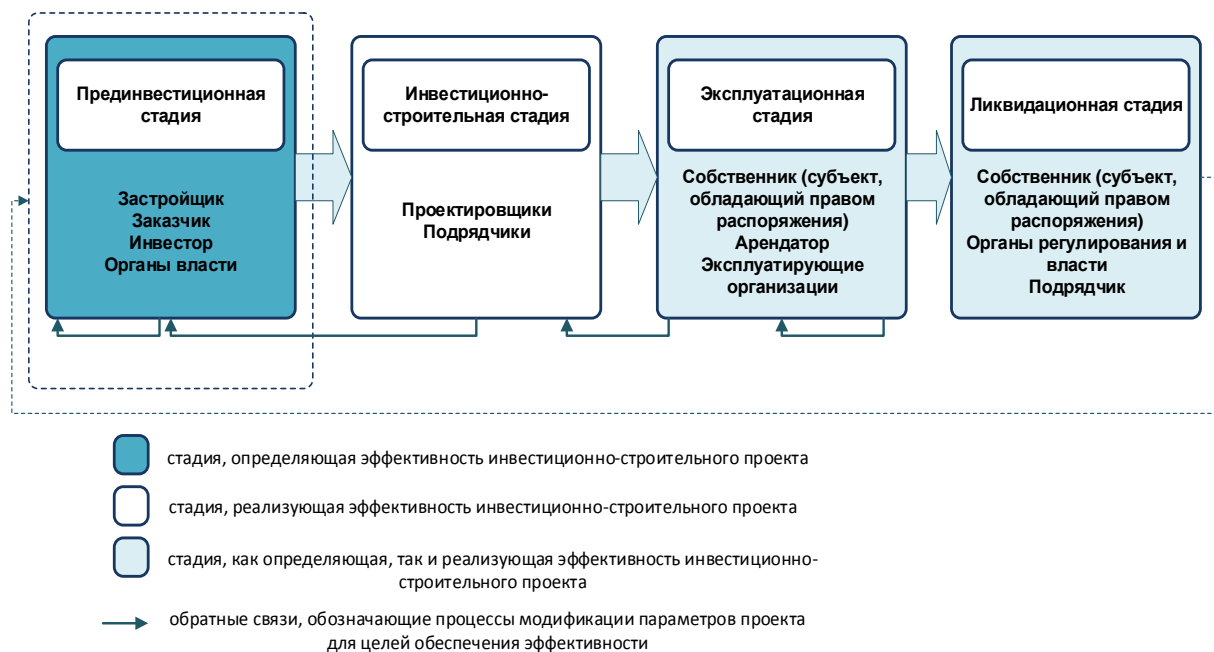 Прединвестиционная
стадия
Застройщик
Заказчик
Инвестор
Органы власти
Инвестиционно-
строительная стадия
Проектировщики
Подрядчики
Эксплуатационная
стадия
Собственник (субъект,
обладающий правом
распоряжения)
Арендатор
Эксплуатирующие
организации
Ликвидационная стадия
Собственник (субъект,
обладающий правом
распоряжения)
Органы регулирования и
власти
Подрядчик
стадия, определяющая эффективность инвестиционно-строительного проекта
стадия, реализующая эффективность инвестиционно-строительного проекта
стадия, как определяющая, так и реализующая эффективность инвестиционно-
строительного проекта
обратные связи, обозначающие процессы модификации параметров проекта
для целей обеспечения эффективности